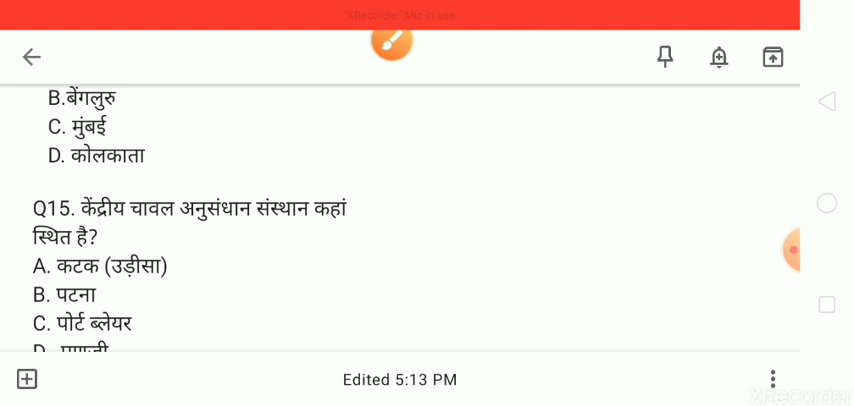 "XRecorder",Mic in use
B.बेंगलुरु
C. मुंबई
D. कोलकाता
Q15. केंद्रीय चावल अनुसंधान संस्थान कहां
स्थित है?
A. कटक (उड़ीसा)
B. पटना
C. पोर्ट ब्लेयर
D.
Edited 5:13 PM
XRecorder